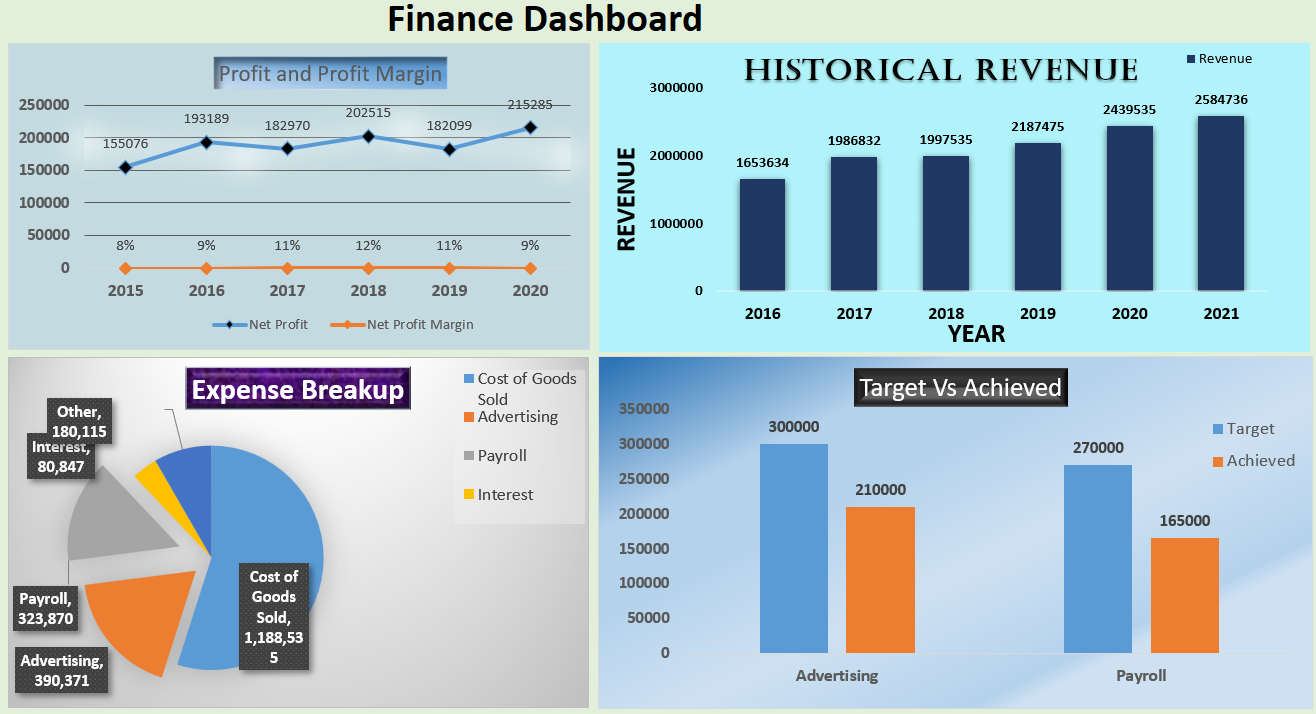 Finance Dashboard
Profit and Profit Margin
250000
200000
150000
100000
50000
0
155076
193189
182970
202515
182099
215285
8%
9%
11%
12%
11%
9%
2015
2016
2017
2018
2019
2020
Net Profit
Net Profit Margin
HISTORICAL REVENUE
Revenue
REVENUE
3000000
2000000
1000000
0
1653634
1986832
1997535
2187475
2439535
2584736
2016
2017
2018
2019
2020
2021
YEAR
Expense Breakup
Cost of Goods
Sold
Advertising
Payroll
Interest
Other,
180,115
Interest,
80,847
Payroll,
323,870
Advertising,
390,371
Cost of
Goods
Sold,
1,188,53
5
Target Vs Achieved
350000
300000
250000
200000
150000
100000
50000
0
300000
210000
270000
165000
Target
Achieved
Advertising
Payroll